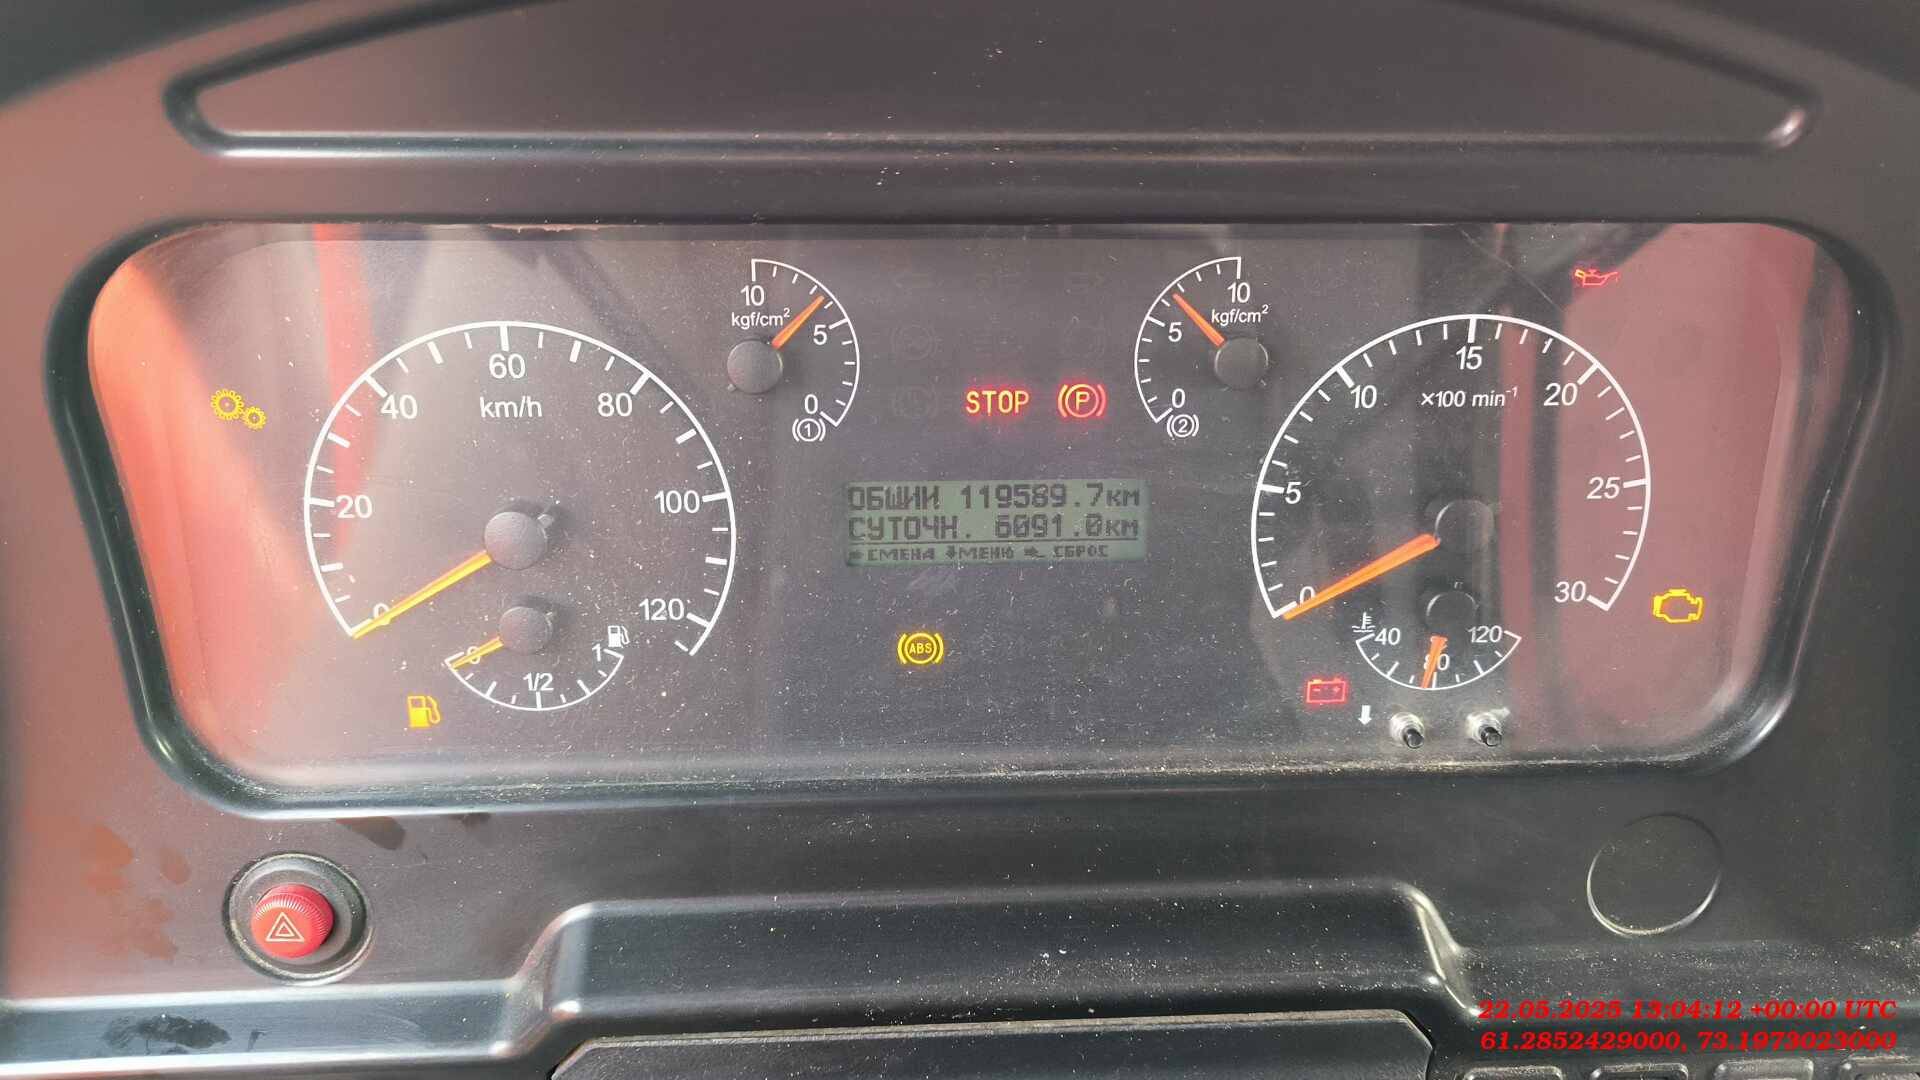 60
40
80
km/h
20
100
0
120
0
1/2
1
10
kgf/cm²
5
0
(1)
10
kgf/cm²
5
0
(2)
STOP
(P)
ОБЩИЙ 119589.7км
СУТОЧН. 6091.0км
СМЕНА МЕНЮ СБРОС
ABS
15
10
20
×100 min⁻¹
5
25
0
30
40
80
120
22.05.2025 13:04:12 +00:00 UTC
61.2852429000, 73.1973023000